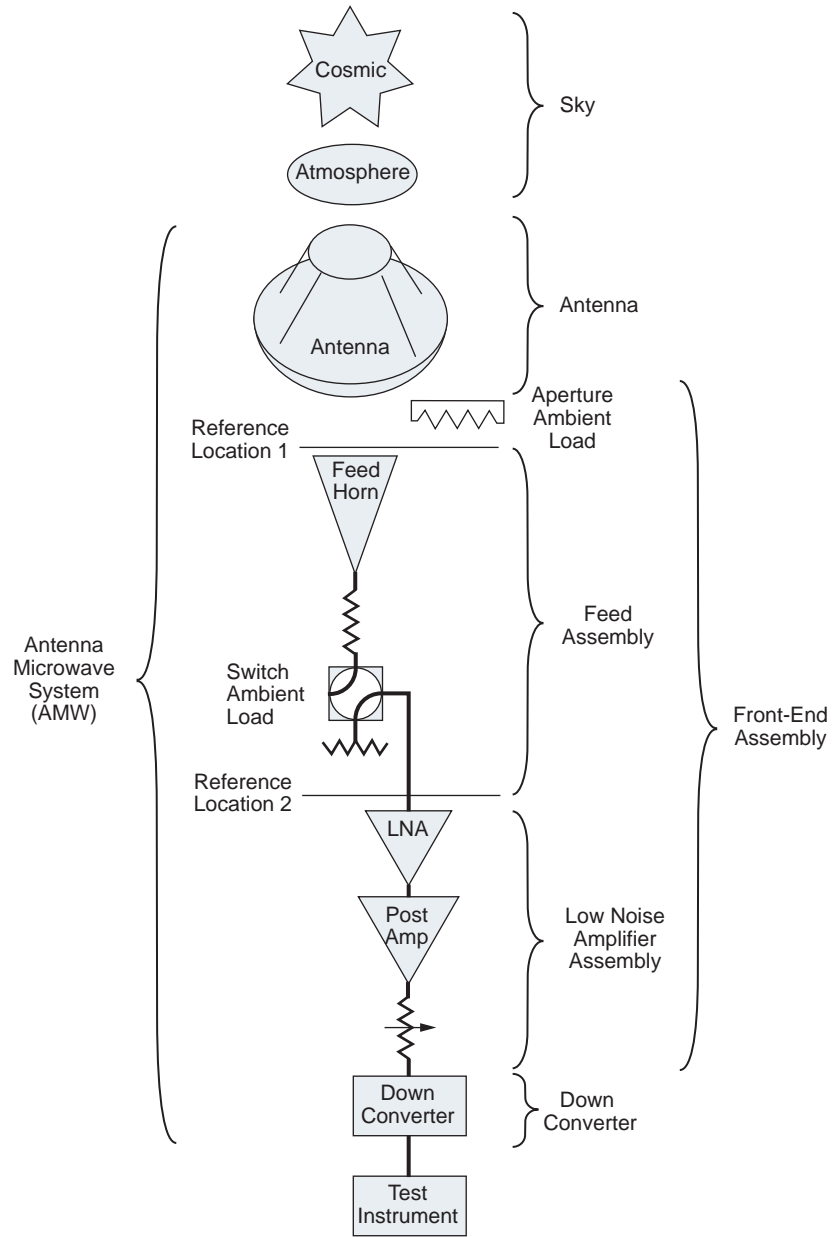 Cosmic
Sky
Atmosphere
Antenna
Antenna
Aperture
Ambient
Load
Reference
Location 1
Feed
Horn
Feed
Assembly
Antenna
Microwave
System
(AMW)
Switch
Ambient
Load
Front-End
Assembly
Reference
Location 2
LNA
Post
Amp
Low Noise
Amplifier
Assembly
Down
Converter
Down
Converter
Test
Instrument